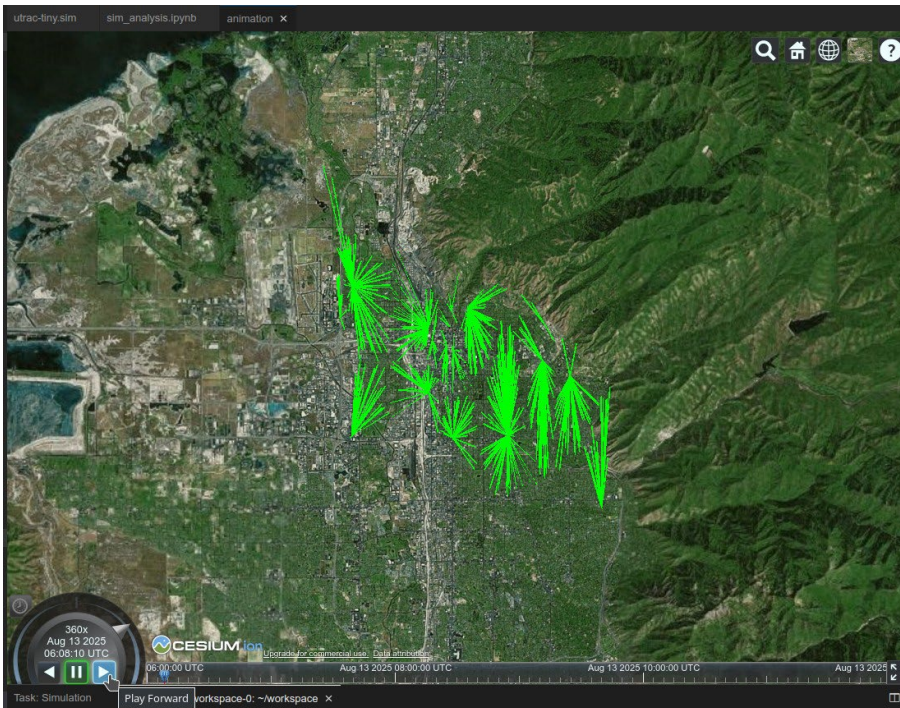 utrac-tiny.sim sim_analysis.ipynb animation ×
?
360x
Aug 13 2025
06:08:10 UTC
CESIUM ion
Upgrade for commercial use. Data attribution
06:00:00 UTC Aug 13 2025 08:00:00 UTC Aug 13 2025 10:00:00 UTC Aug 13 2025
Task: Simulation Play Forward workspace-0: ~/workspace ×